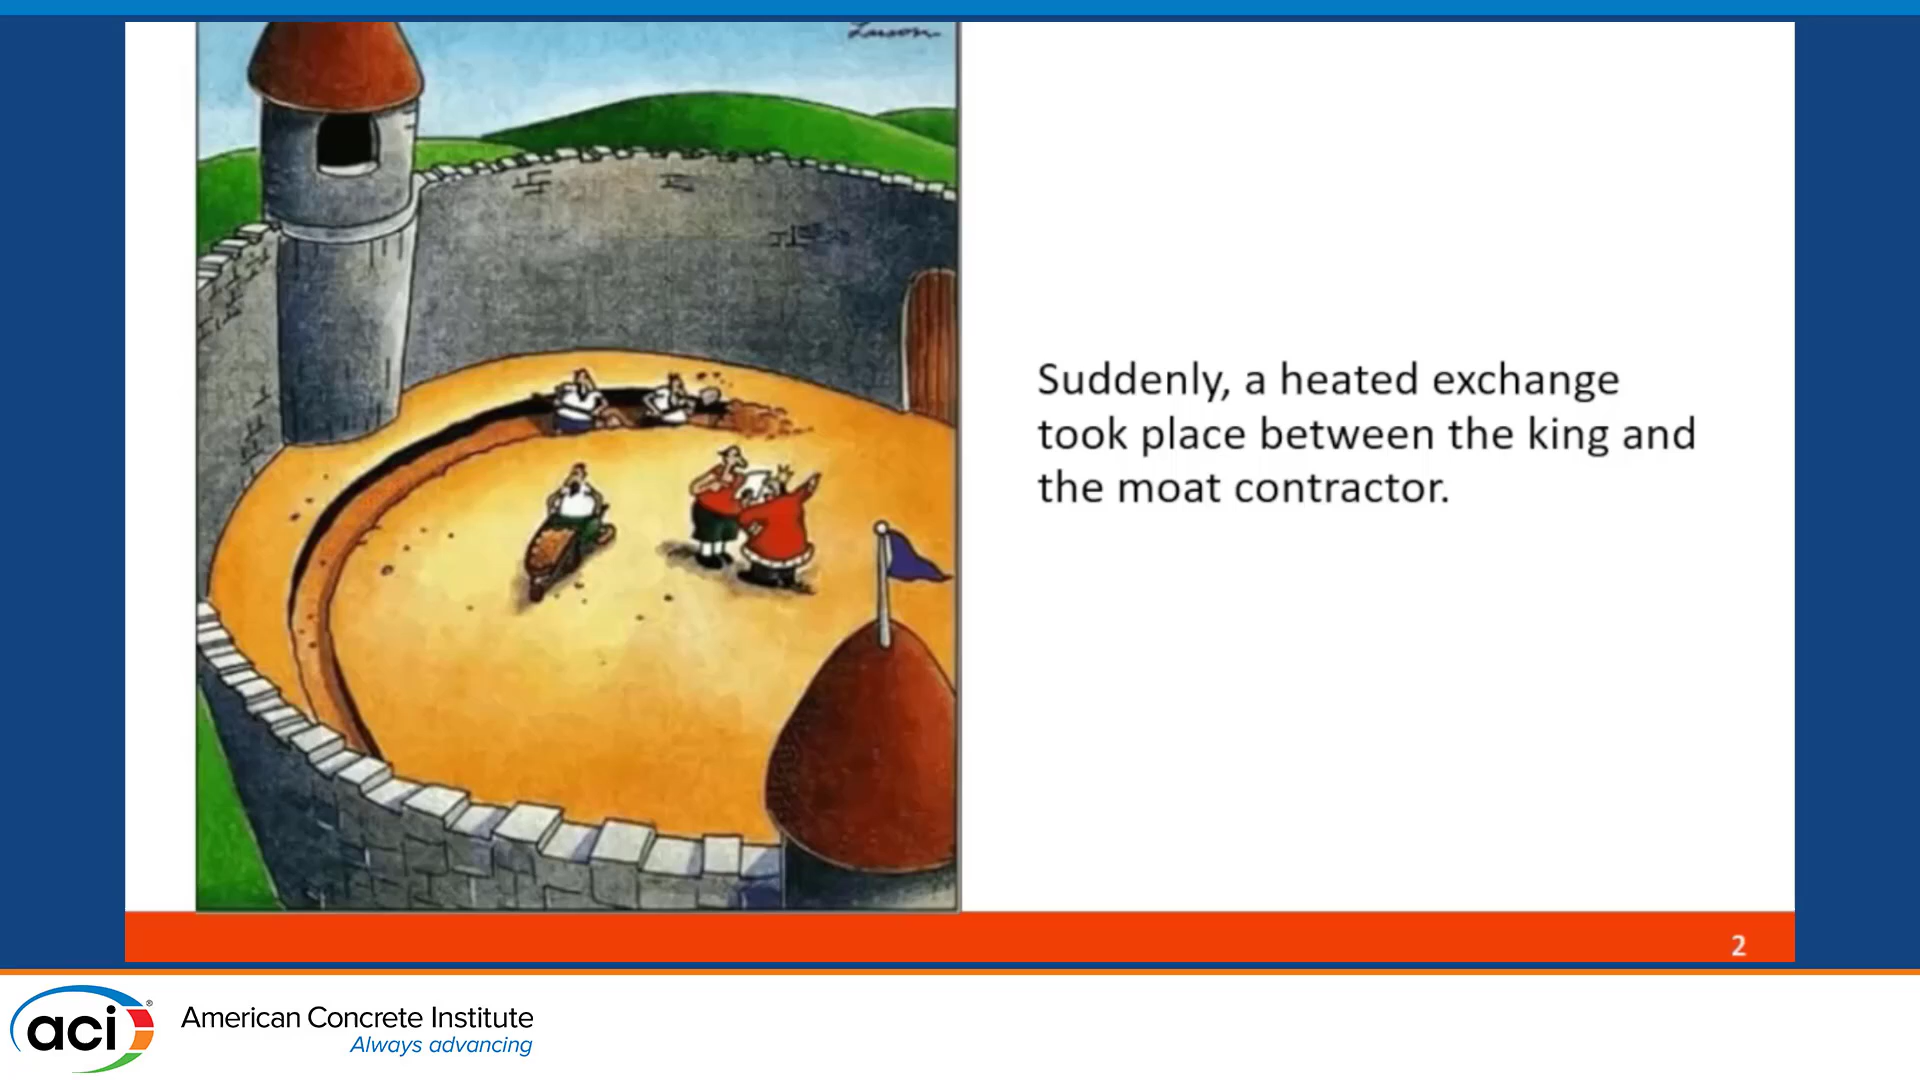 Larson
Suddenly, a heated exchange
took place between the king and
the moat contractor.
2
aci®
American Concrete Institute
Always advancing